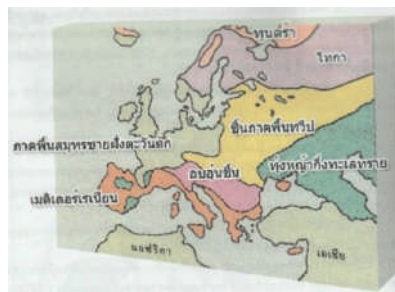 ทุนดรา
ไทกา
ชื้นภาคพื้นทวีป
ภาคพื้นสมุทรชายฝั่งตะวันตก
ทุ่งหญ้ากึ่งทะเลทราย
อบอุ่นชื้น
เมดิเตอร์เรเนียน
แอฟริกา
เอเชีย